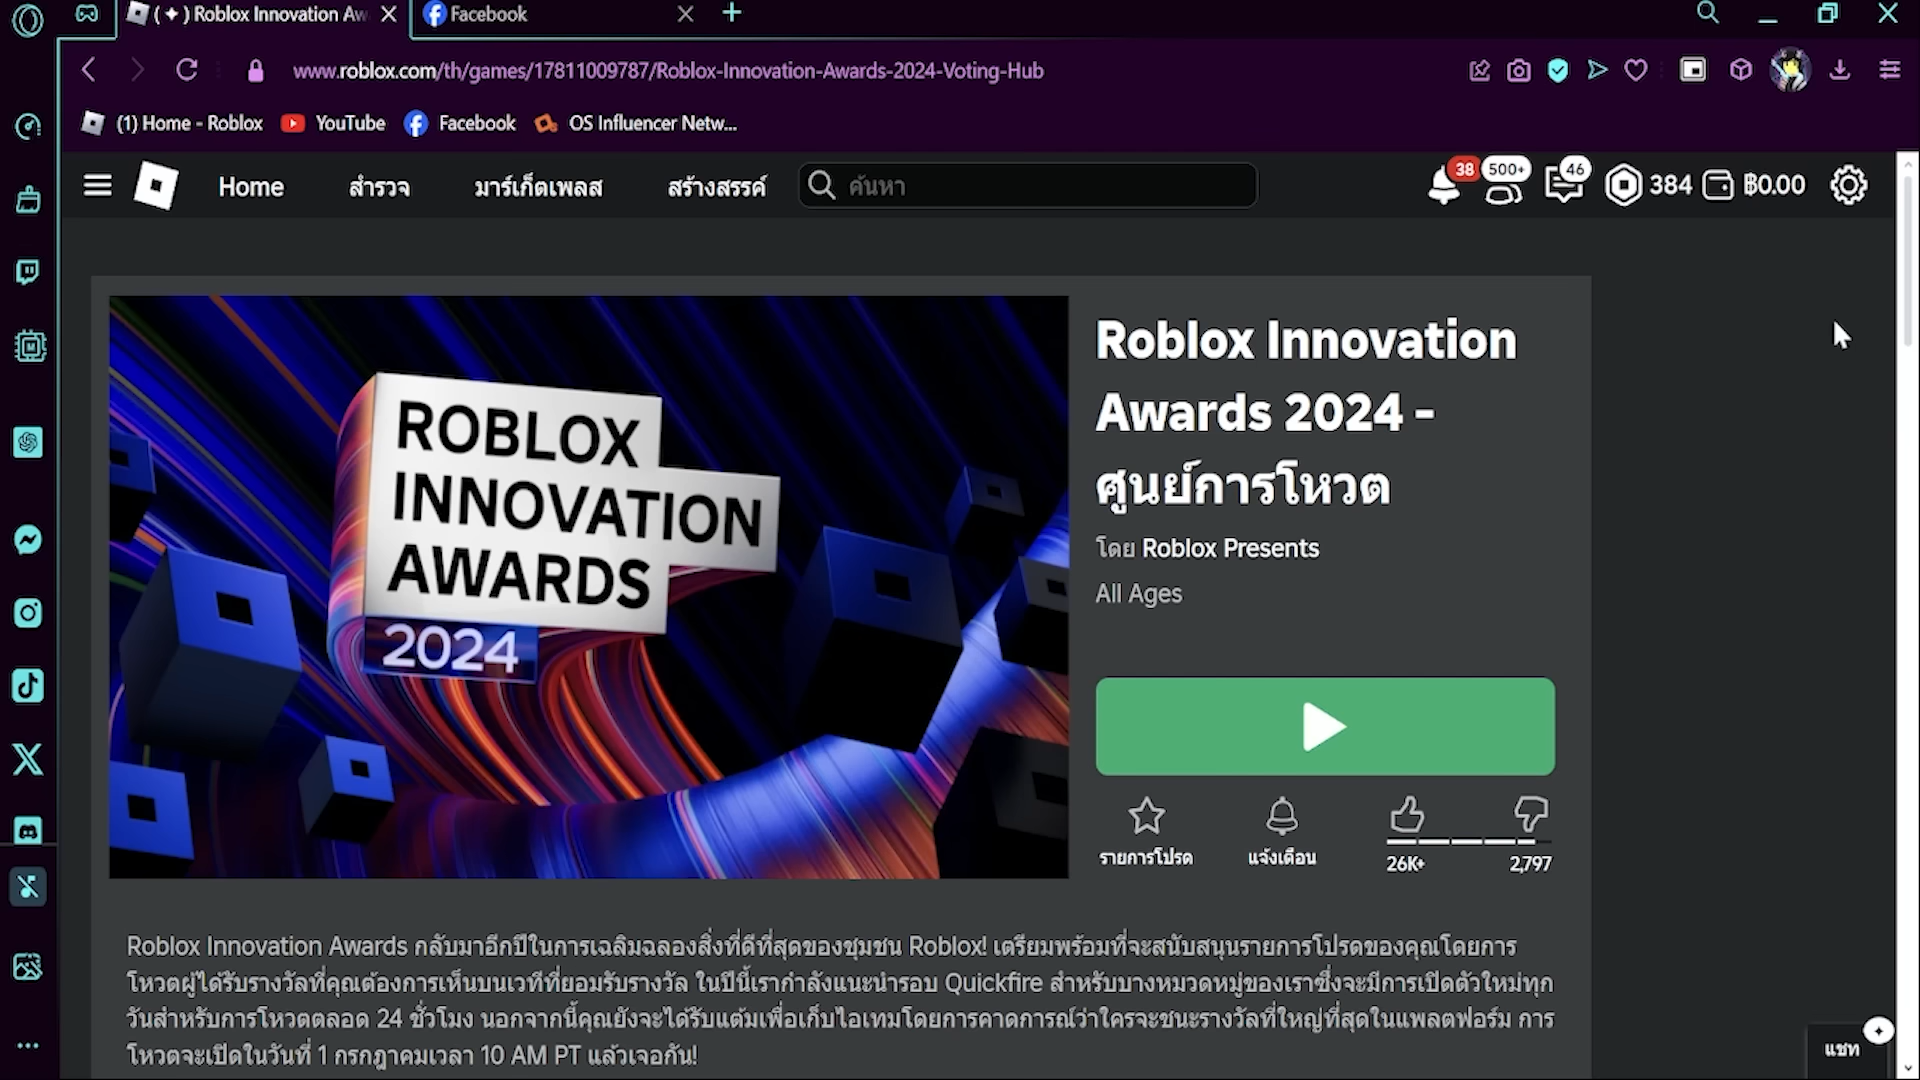 ( ✦ ) Roblox Innovation Aw
Facebook
www.roblox.com/th/games/17811009787/Roblox-Innovation-Awards-2024-Voting-Hub
(1) Home - Roblox
YouTube
Facebook
OS Influencer Netw...
Home
สำรวจ
มาร์เก็ตเพลส
สร้างสรรค์
ค้นหา
38
500+
46
384
฿0.00
ROBLOX
INNOVATION
AWARDS
2024
Roblox Innovation
Awards 2024 -
ศูนย์การโหวต
โดย Roblox Presents
All Ages
รายการโปรด
แจ้งเตือน
26K+
2,797
Roblox Innovation Awards กลับมาอีกปีในการเฉลิมฉลองสิ่งที่ดีที่สุดของชุมชน Roblox! เตรียมพร้อมที่จะสนับสนุนรายการโปรดของคุณโดยการ
โหวตผู้ได้รับรางวัลที่คุณต้องการเห็นบนเวทีที่ยอมรับรางวัล ในปีนี้เรากำลังแนะนำรอบ Quickfire สำหรับบางหมวดหมู่ของเราซึ่งจะมีการเปิดตัวใหม่ทุก
วันสำหรับการโหวตตลอด 24 ชั่วโมง นอกจากนี้คุณยังจะได้รับแต้มเพื่อเก็บไอเทมโดยการคาดการณ์ว่าใครจะชนะรางวัลที่ใหญ่ที่สุดในแพลตฟอร์ม การ
โหวตจะเปิดในวันที่ 1 กรกฎาคมเวลา 10 AM PT แล้วเจอกัน!
แชท